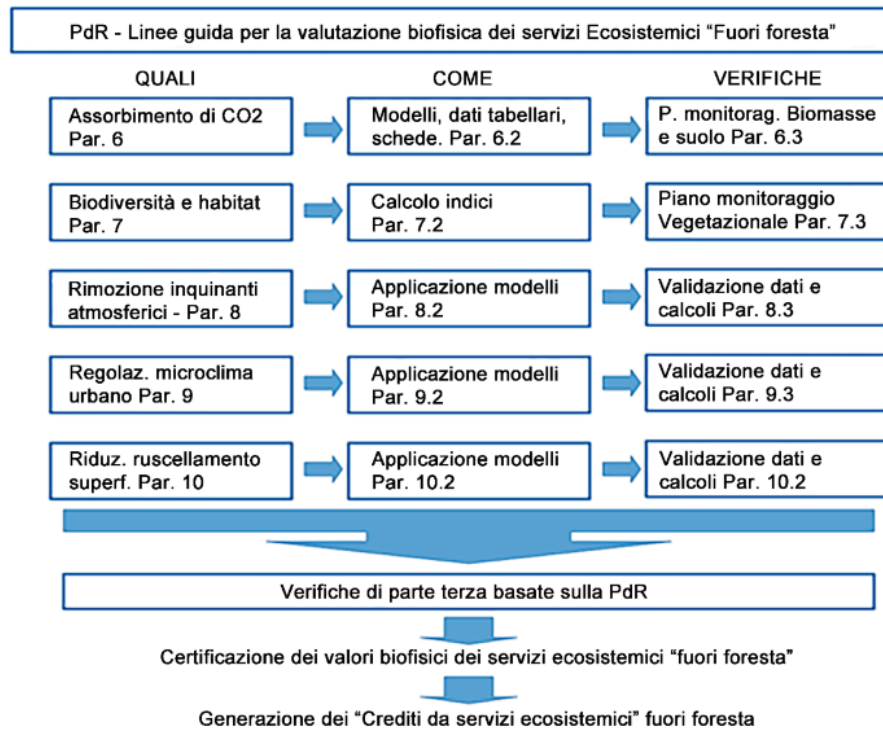 PdR - Linee guida per la valutazione biofisica dei servizi Ecosistemici “Fuori foresta”
QUALI
COME
VERIFICHE
Assorbimento di CO2
Par. 6
Modelli, dati tabellari,
schede. Par. 6.2
P. monitorag. Biomasse
e suolo Par. 6.3
Biodiversità e habitat
Par. 7
Calcolo indici
Par. 7.2
Piano monitoraggio
Vegetazionale Par. 7.3
Rimozione inquinanti
atmosferici - Par. 8
Applicazione modelli
Par. 8.2
Validazione dati e
calcoli Par. 8.3
Regolaz. microclima
urbano Par. 9
Applicazione modelli
Par. 9.2
Validazione dati e
calcoli Par. 9.3
Riduz. ruscellamento
superf. Par. 10
Applicazione modelli
Par. 10.2
Validazione dati e
calcoli Par. 10.2
Verifiche di parte terza basate sulla PdR
Certificazione dei valori biofisici dei servizi ecosistemici “fuori foresta”
Generazione dei “Crediti da servizi ecosistemici” fuori foresta